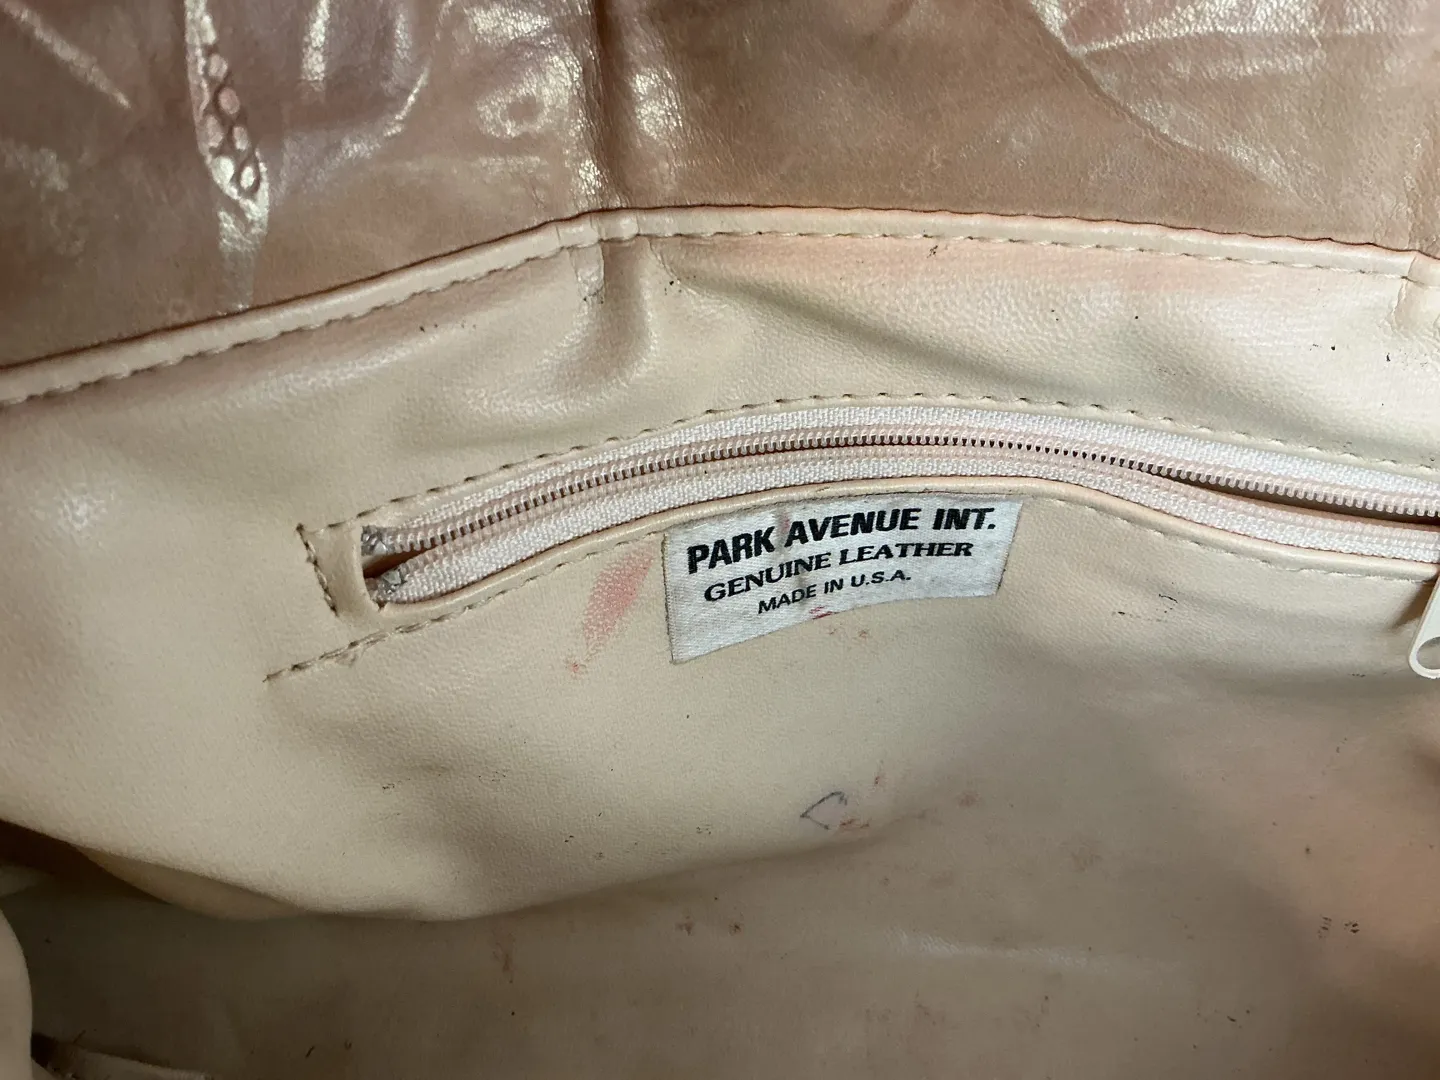 PARK AVENUE INT.
GENUINE LEATHER
MADE IN U.S.A.